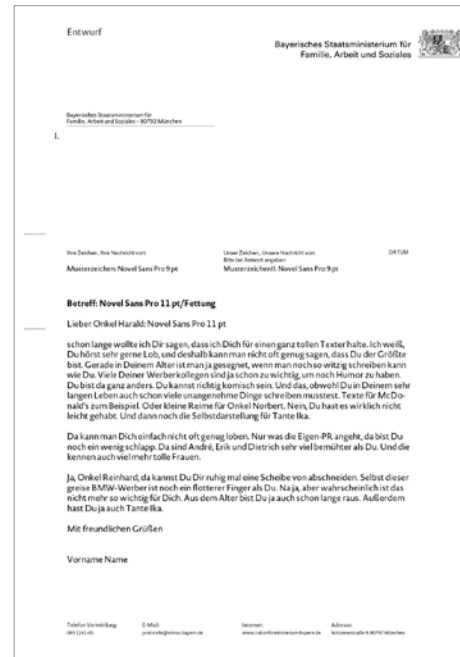 Entwurf
Bayerisches Staatsministerium für
Familie, Arbeit und Soziales
Bayerisches Staatsministerium für
Familie, Arbeit und Soziales – 80792 München
I.
Ihre Zeichen, Ihre Nachricht vom
Unser Zeichen, Unsere Nachricht vom
DATUM
Bitte bei Antwort angeben
Musterzeichen: Novel Sans Pro 9 pt
MusterzeichenII: Novel Sans Pro 9 pt
Betreff: Novel Sans Pro 11 pt/Fettung
Lieber Onkel Harald: Novel Sans Pro 11 pt
schon lange wollte ich Dir sagen, dass ich Dich für einen ganz tollen Texter halte. Ich weiß,
Du hörst sehr gerne Lob, und deshalb kann man nicht oft genug sagen, dass Du der Größte
bist. Gerade in Deinem Alter ist man ja gesegnet, wenn man noch so witzig schreiben kann
wie Du. Viele Deiner Werberkollegen sind ja schon zu wichtig, um noch Humor zu haben.
Du bist da ganz anders. Du kannst richtig komisch sein. Und das, obwohl Du in Deinem sehr
langen Leben auch schon viele unangenehme Dinge schreiben musstest. Texte für McDo-
nald's zum Beispiel. Oder kleine Reime für Onkel Norbert. Nein, Du hast es wirklich nicht
leicht gehabt. Und dann noch die Selbstdarstellung für Tante Ika.
Da kann man Dich einfach nicht oft genug loben. Nur was die Eigen-PR angeht, da bist Du
noch ein wenig schlapp. Da sind André, Erik und Dietrich sehr viel bemühter als Du. Und die
kennen auch viel mehr tolle Frauen.
Ja, Onkel Reinhard, da kannst Du Dir ruhig mal eine Scheibe von abschneiden. Selbst dieser
greise BMW-Werber ist noch ein flotterer Finger als Du. Na ja, aber wahrscheinlich ist das
nicht mehr so wichtig für Dich. Aus dem Alter bist Du ja auch schon lange raus. Außerdem
hast Du ja auch Tante Ika.
Mit freundlichen Grüßen
Vorname Name
Telefon Vermittlung:
E-Mail:
Internet:
Adresse:
089 1261-01